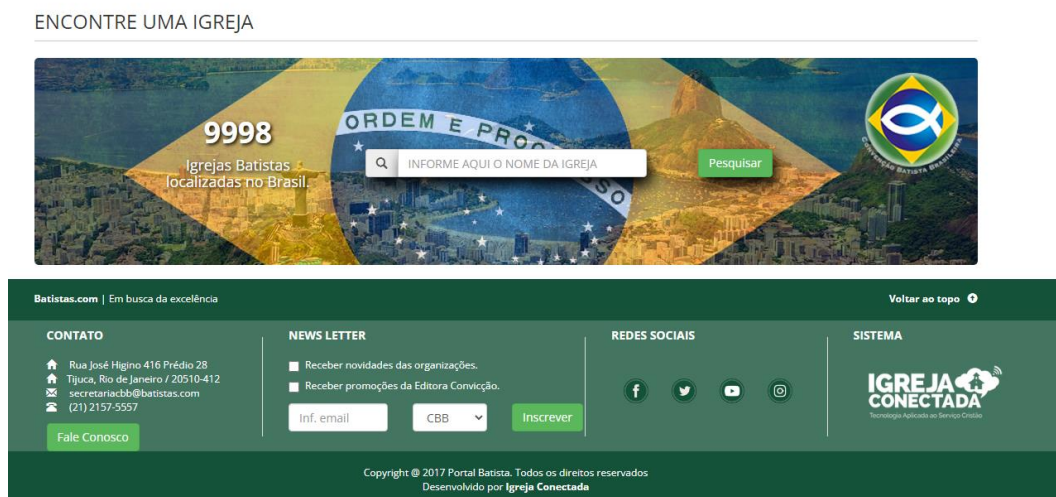 ENCONTRE UMA IGREJA
9998
Igrejas Batistas
localizadas no Brasil.
ORDEM E PROGRESSO
INFORME AQUI O NOME DA IGREJA
Pesquisar
CONVENÇÃO BATISTA BRASILEIRA
Batistas.com | Em busca da excelência
Voltar ao topo
CONTATO
Rua José Higino 416 Prédio 28
Tijuca, Rio de Janeiro / 20510-412
secretariacbb@batistas.com
(21) 2157-5557
Fale Conosco
NEWS LETTER
Receber novidades das organizações.
Receber promoções da Editora Convicção.
Inf. email
CBB
Inscrever
REDES SOCIAIS
SISTEMA
IGREJA
CONECTADA
Tecnologia Aplicada ao Serviço Cristão
Copyright @ 2017 Portal Batista. Todos os direitos reservados
Desenvolvido por Igreja Conectada